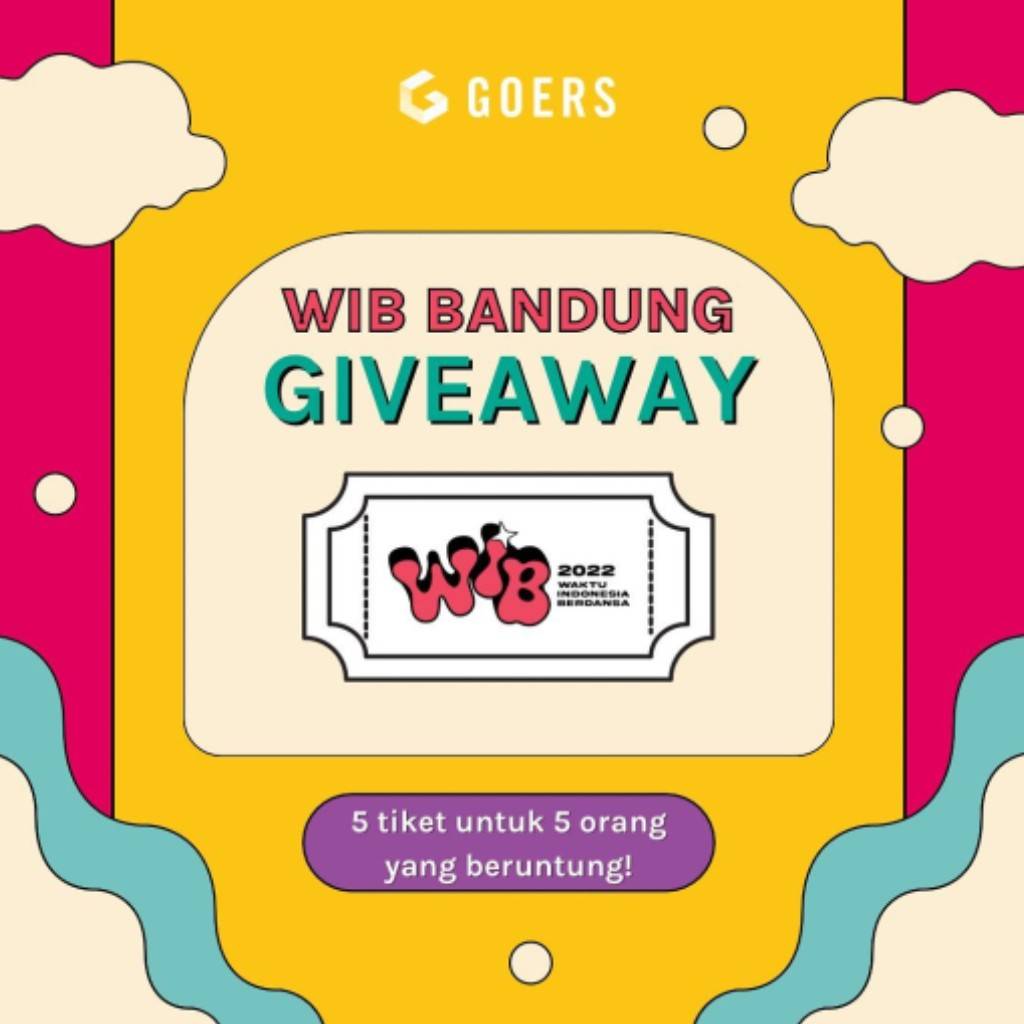 GOERS
WIB BANDUNG
GIVEAWAY
WIB
2022
WAKTU
INDONESIA
BERDANSA
5 tiket untuk 5 orang
yang beruntung!